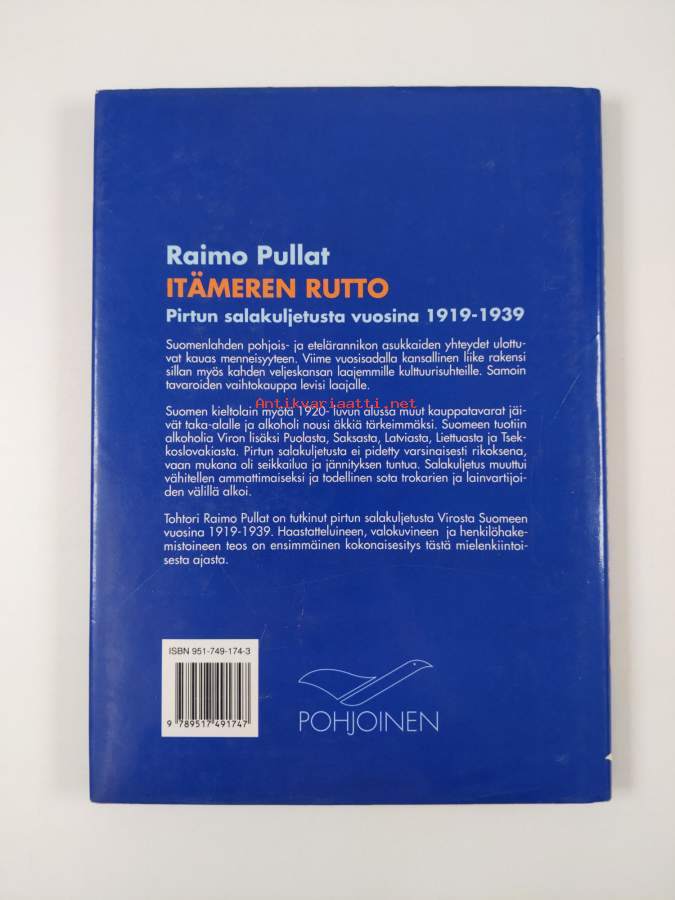 Raimo Pullat
ITÄMEREN RUTTO
Pirtun salakuljetusta vuosina 1919-1939
Suomenlahden pohjois- ja etelärannikon asukkaiden yhteydet ulottu-
vat kauas menneisyyteen. Viime vuosisadalla kansallinen liike rakensi
sillan myös kahden veljeskansan laajemmille kulttuurisuhteille. Samoin
tavaroiden vaihtokauppa levisi laajalle.
Antikvariaatti.net
Suomen kieltolain myötä 1920- luvun alussa muut kauppatavarat jäi-
vät taka-alalle ja alkoholi nousi äkkiä tärkeimmäksi. Suomeen tuotiin
alkoholia Viron lisäksi Puolasta, Saksasta, Latviasta, Liettuasta ja Tsek-
koslovakiasta. Pirtun salakuljetusta ei pidetty varsinaisesti rikoksena,
vaan mukana oli seikkailua ja jännityksen tuntua. Salakuljetus muuttui
vähitellen ammattimaiseksi ja todellinen sota trokarien ja lainvartijoi-
den välillä alkoi.
Tohtori Raimo Pullat on tutkinut pirtun salakuljetusta Virosta Suomeen
vuosina 1919-1939. Haastatteluineen, valokuvineen ja henkilöhake-
mistoineen teos on ensimmäinen kokonaisesitys tästä mielenkiintoi-
sesta ajasta.
ISBN 951-749-174-3
9 789517 491747
POHJOINEN